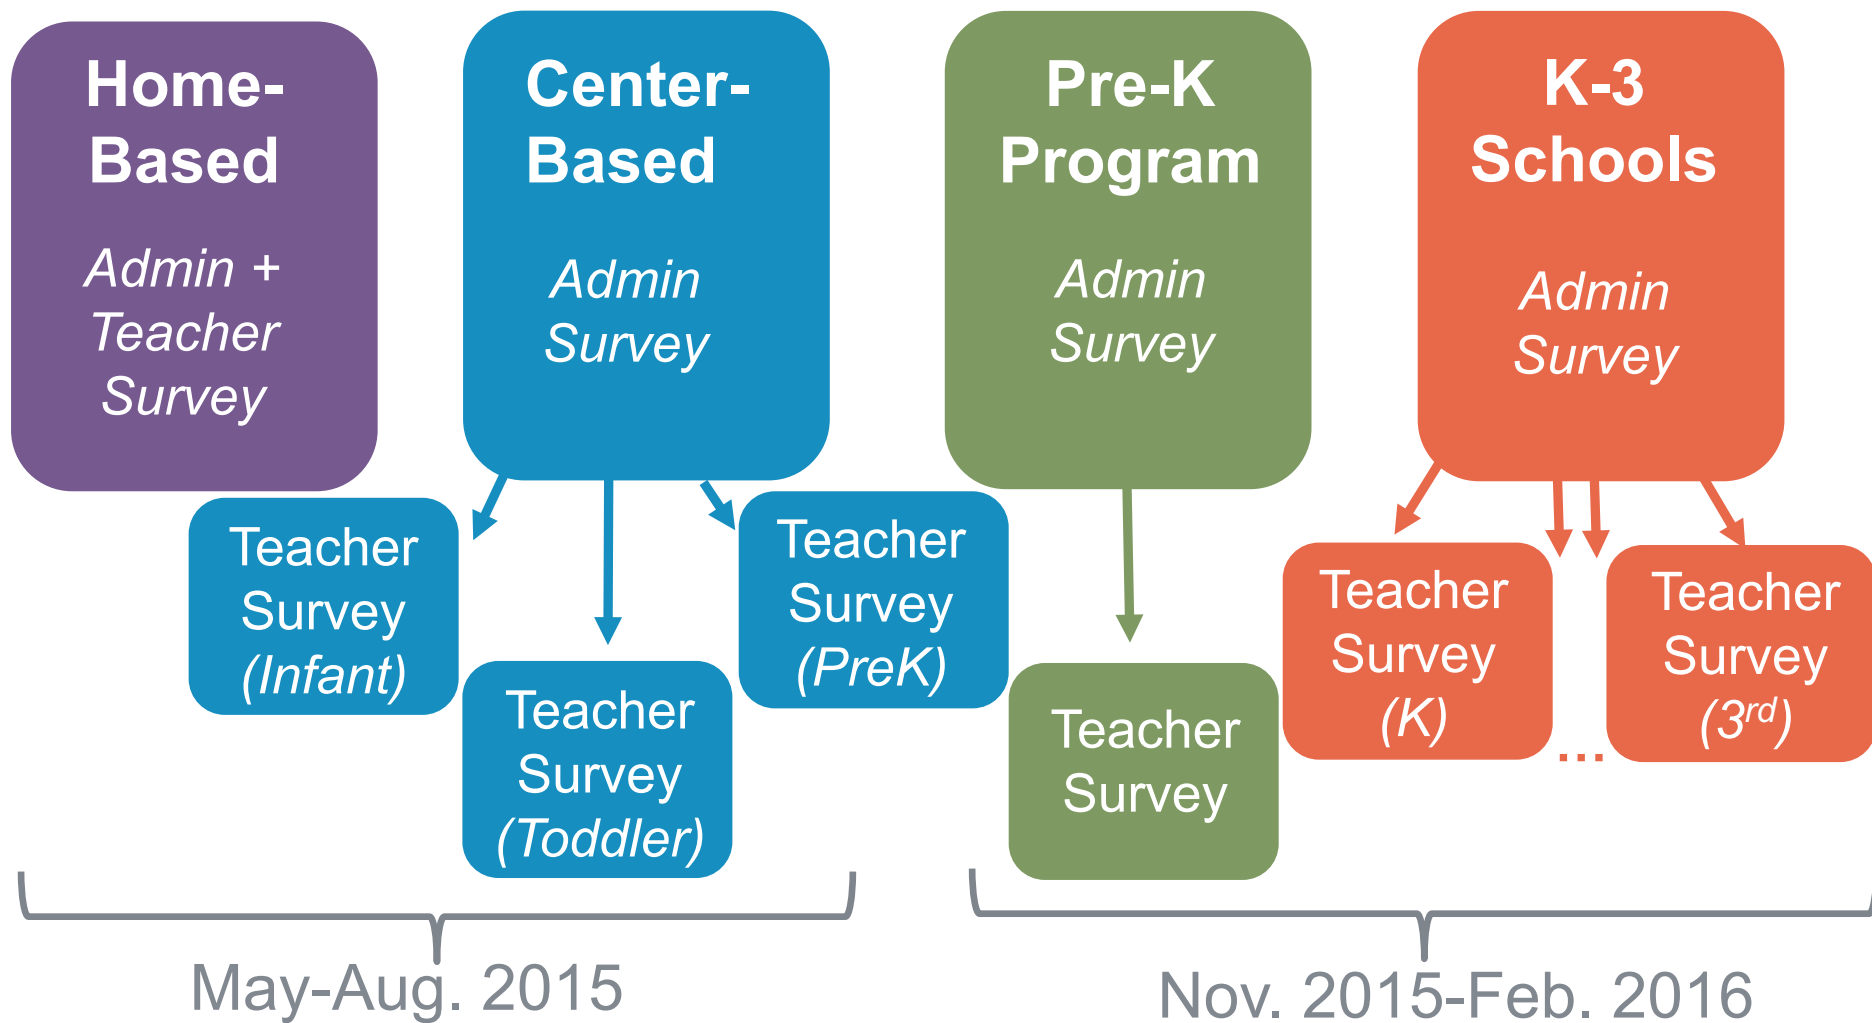 Home-
Based
Admin +
Teacher
Survey
Center-
Based
Admin
Survey
Pre-K
Program
Admin
Survey
K-3
Schools
Admin
Survey
Teacher
Survey
(Infant)
Teacher
Survey
(Toddler)
Teacher
Survey
(PreK)
Teacher
Survey
Teacher
Survey
(K)
...
Teacher
Survey
(3rd)
May-Aug. 2015
Nov. 2015-Feb. 2016